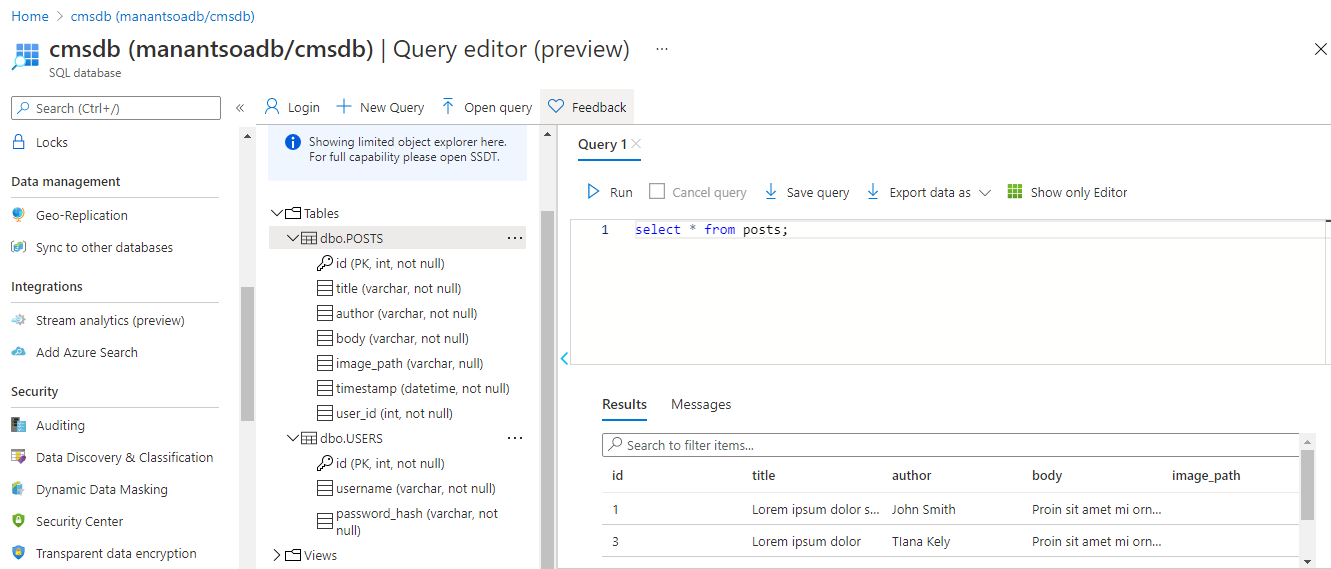 Home > cmsdb (manantsoadb/cmsdb)
cmsdb (manantsoadb/cmsdb) | Query editor (preview) ...
SQL database
Search (Ctrl+/)
«
Locks
Data management
Geo-Replication
Sync to other databases
Integrations
Stream analytics (preview)
Add Azure Search
Security
Auditing
Data Discovery & Classification
Dynamic Data Masking
Security Center
Transparent data encryption
Login
New Query
Open query
Feedback
Showing limited object explorer here.
For full capability please open SSDT.
Tables
dbo.POSTS ...
id (PK, int, not null)
title (varchar, not null)
author (varchar, not null)
body (varchar, not null)
image_path (varchar, null)
timestamp (datetime, not null)
user_id (int, not null)
dbo.USERS ...
id (PK, int, not null)
username (varchar, not null)
password_hash (varchar, not
null)
Views
Query 1
Run
Cancel query
Save query
Export data as
Show only Editor
1 select * from posts;
Results Messages
Search to filter items...
id title author body image_path
1 Lorem ipsum dolor s... John Smith Proin sit amet mi orn...
3 Lorem ipsum dolor TIana Kely Proin sit amet mi orn...